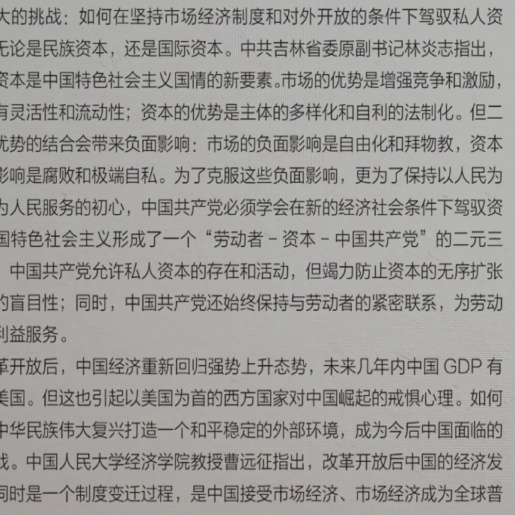 大的挑战：如何在坚持市场经济制度和对外开放的条件下驾驭私人资
无论是民族资本，还是国际资本。中共吉林省委原副书记林炎志指出，
资本是中国特色社会主义国情的新要素。市场的优势是增强竞争和激励，
有灵活性和流动性；资本的优势是主体的多样化和自利的法制化。但二
优势的结合会带来负面影响：市场的负面影响是自由化和拜物教，资本
影响是腐败和极端自私。为了克服这些负面影响，更为了保持以人民为
为人民服务的初心，中国共产党必须学会在新的经济社会条件下驾驭资
国特色社会主义形成了一个“劳动者－资本－中国共产党”的二元三
，中国共产党允许私人资本的存在和活动，但竭力防止资本的无序扩张
的盲目性；同时，中国共产党还始终保持与劳动者的紧密联系，为劳动
利益服务。
革开放后，中国经济重新回归强势上升态势，未来几年内中国 GDP 有
美国。但这也引起以美国为首的西方国家对中国崛起的戒惧心理。如何
中华民族伟大复兴打造一个和平稳定的外部环境，成为今后中国面临的
战。中国人民大学经济学院教授曹远征指出，改革开放后中国的经济发
同时是一个制度变迁过程，是中国接受市场经济、市场经济成为全球普